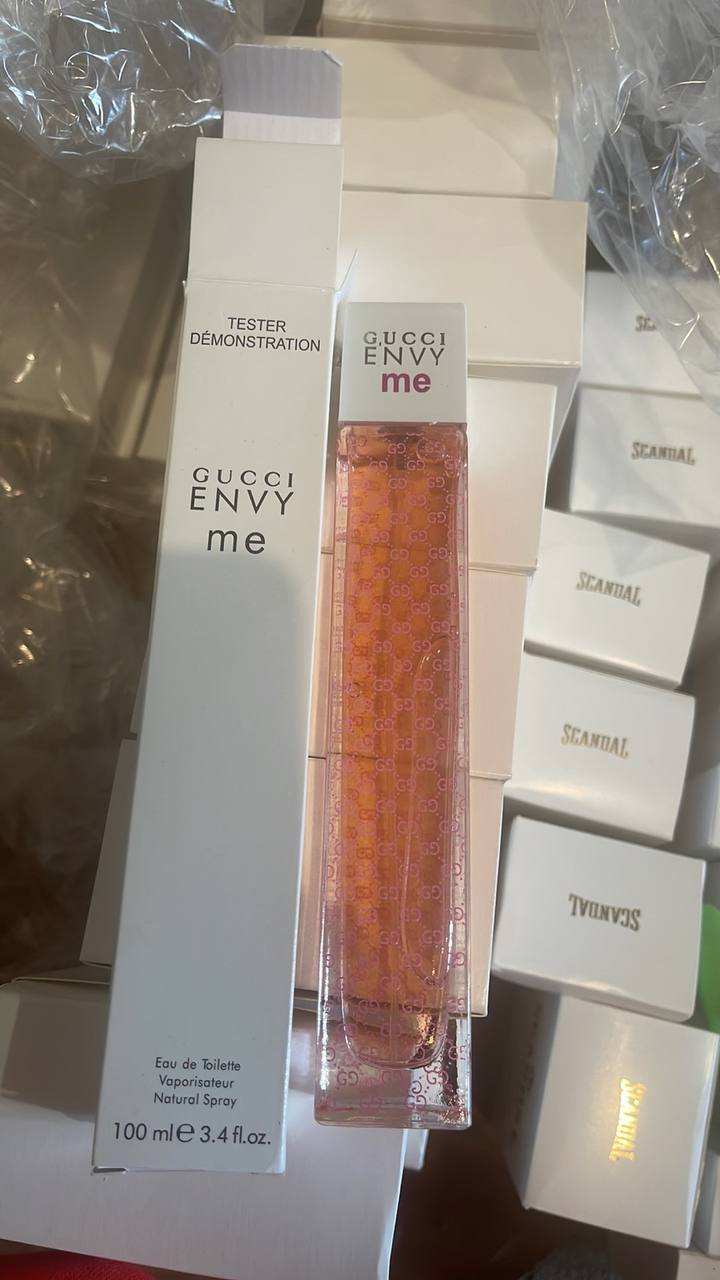 TESTER
DÉMONSTRATION
GUCCI
ENVY
me
Eau de Toilette
Vaporisateur
Natural Spray
100 ml e 3.4 fl.oz.
GUCCI
ENVY
me
SCANDAL
SCANDAL
SCANDAL
SCANDAL
SCANDAL